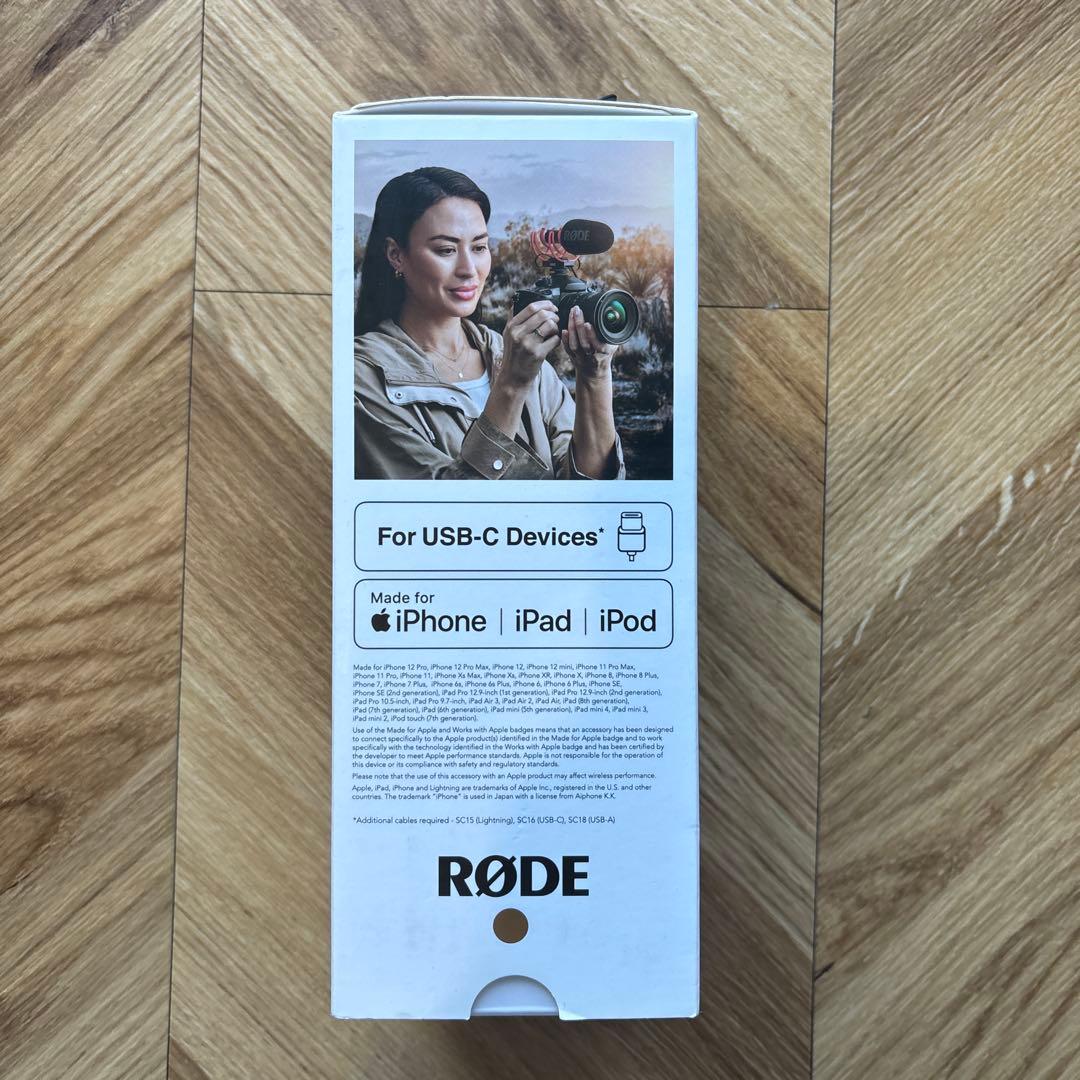 RØDE
For USB-C Devices*
Made for
iPhone | iPad | iPod
Made for iPhone 12 Pro, iPhone 12 Pro Max, iPhone 12, iPhone 12 mini, iPhone 11 Pro Max,
iPhone 11 Pro, iPhone 11, iPhone Xs Max, iPhone Xs, iPhone XR, iPhone X, iPhone 8, iPhone 8 Plus,
iPhone 7, iPhone 7 Plus, iPhone 6s, iPhone 6s Plus, iPhone 6, iPhone 6 Plus, iPhone SE,
iPhone SE (2nd generation), iPad Pro 12.9-inch (1st generation), iPad Pro 12.9-inch (2nd generation),
iPad Pro 10.5-inch, iPad Pro 9.7-inch, iPad Air 3, iPad Air 2, iPad Air, iPad (8th generation),
iPad (7th generation), iPad (6th generation), iPad mini (5th generation), iPad mini 4, iPad mini 3,
iPad mini 2, iPod touch (7th generation).
Use of the Made for Apple and Works with Apple badges means that an accessory has been designed
to connect specifically to the Apple product(s) identified in the Made for Apple badge and to work
specifically with the technology identified in the Works with Apple badge and has been certified by
the developer to meet Apple performance standards. Apple is not responsible for the operation of
this device or its compliance with safety and regulatory standards.
Please note that the use of this accessory with an Apple product may affect wireless performance.
Apple, iPad, iPhone and Lightning are trademarks of Apple Inc., registered in the U.S. and other
countries. The trademark "iPhone" is used in Japan with a license from Aiphone K.K.
*Additional cables required - SC15 (Lightning), SC16 (USB-C), SC18 (USB-A)
RØDE